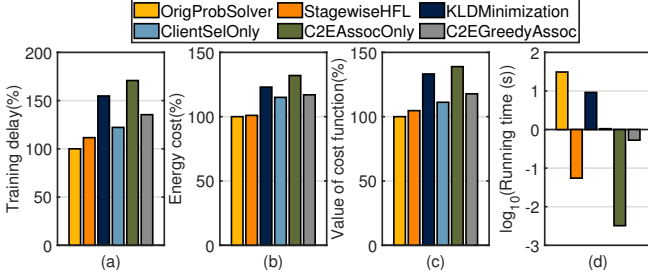 OrigProbSolver StagewiseHFL KLDMinimization
ClientSelOnly C2EAssocOnly C2EGreedyAssoc
Training delay(%)
200
150
100
50
0
(a)
Energy cost(%)
150
100
50
0
(b)
Value of cost function(%)
150
100
50
0
(c)
log10(Running time (s))
2
1
0
-1
-2
-3
(d)